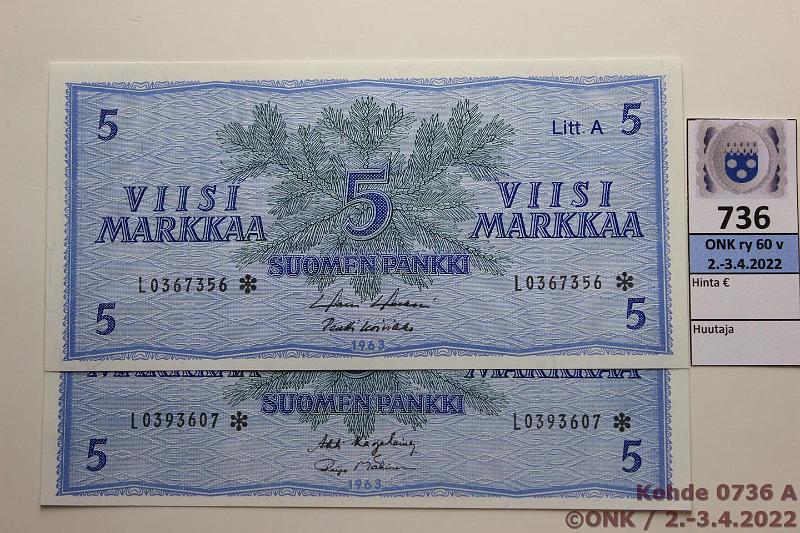 5 Litt. A 5
VIISI 5 VIISI
MARKKAA MARKKAA
SUOMEN PANKKI
L0367356 * L0367356 *
5 5
1963
SUOMEN PANKKI
L0393607 * L0393607 *
5 5
1963
736
ONK ry 60 v
2.-3.4.2022
Hinta €
Huutaja
Kohde 0736 A
©ONK / 2.-3.4.2022